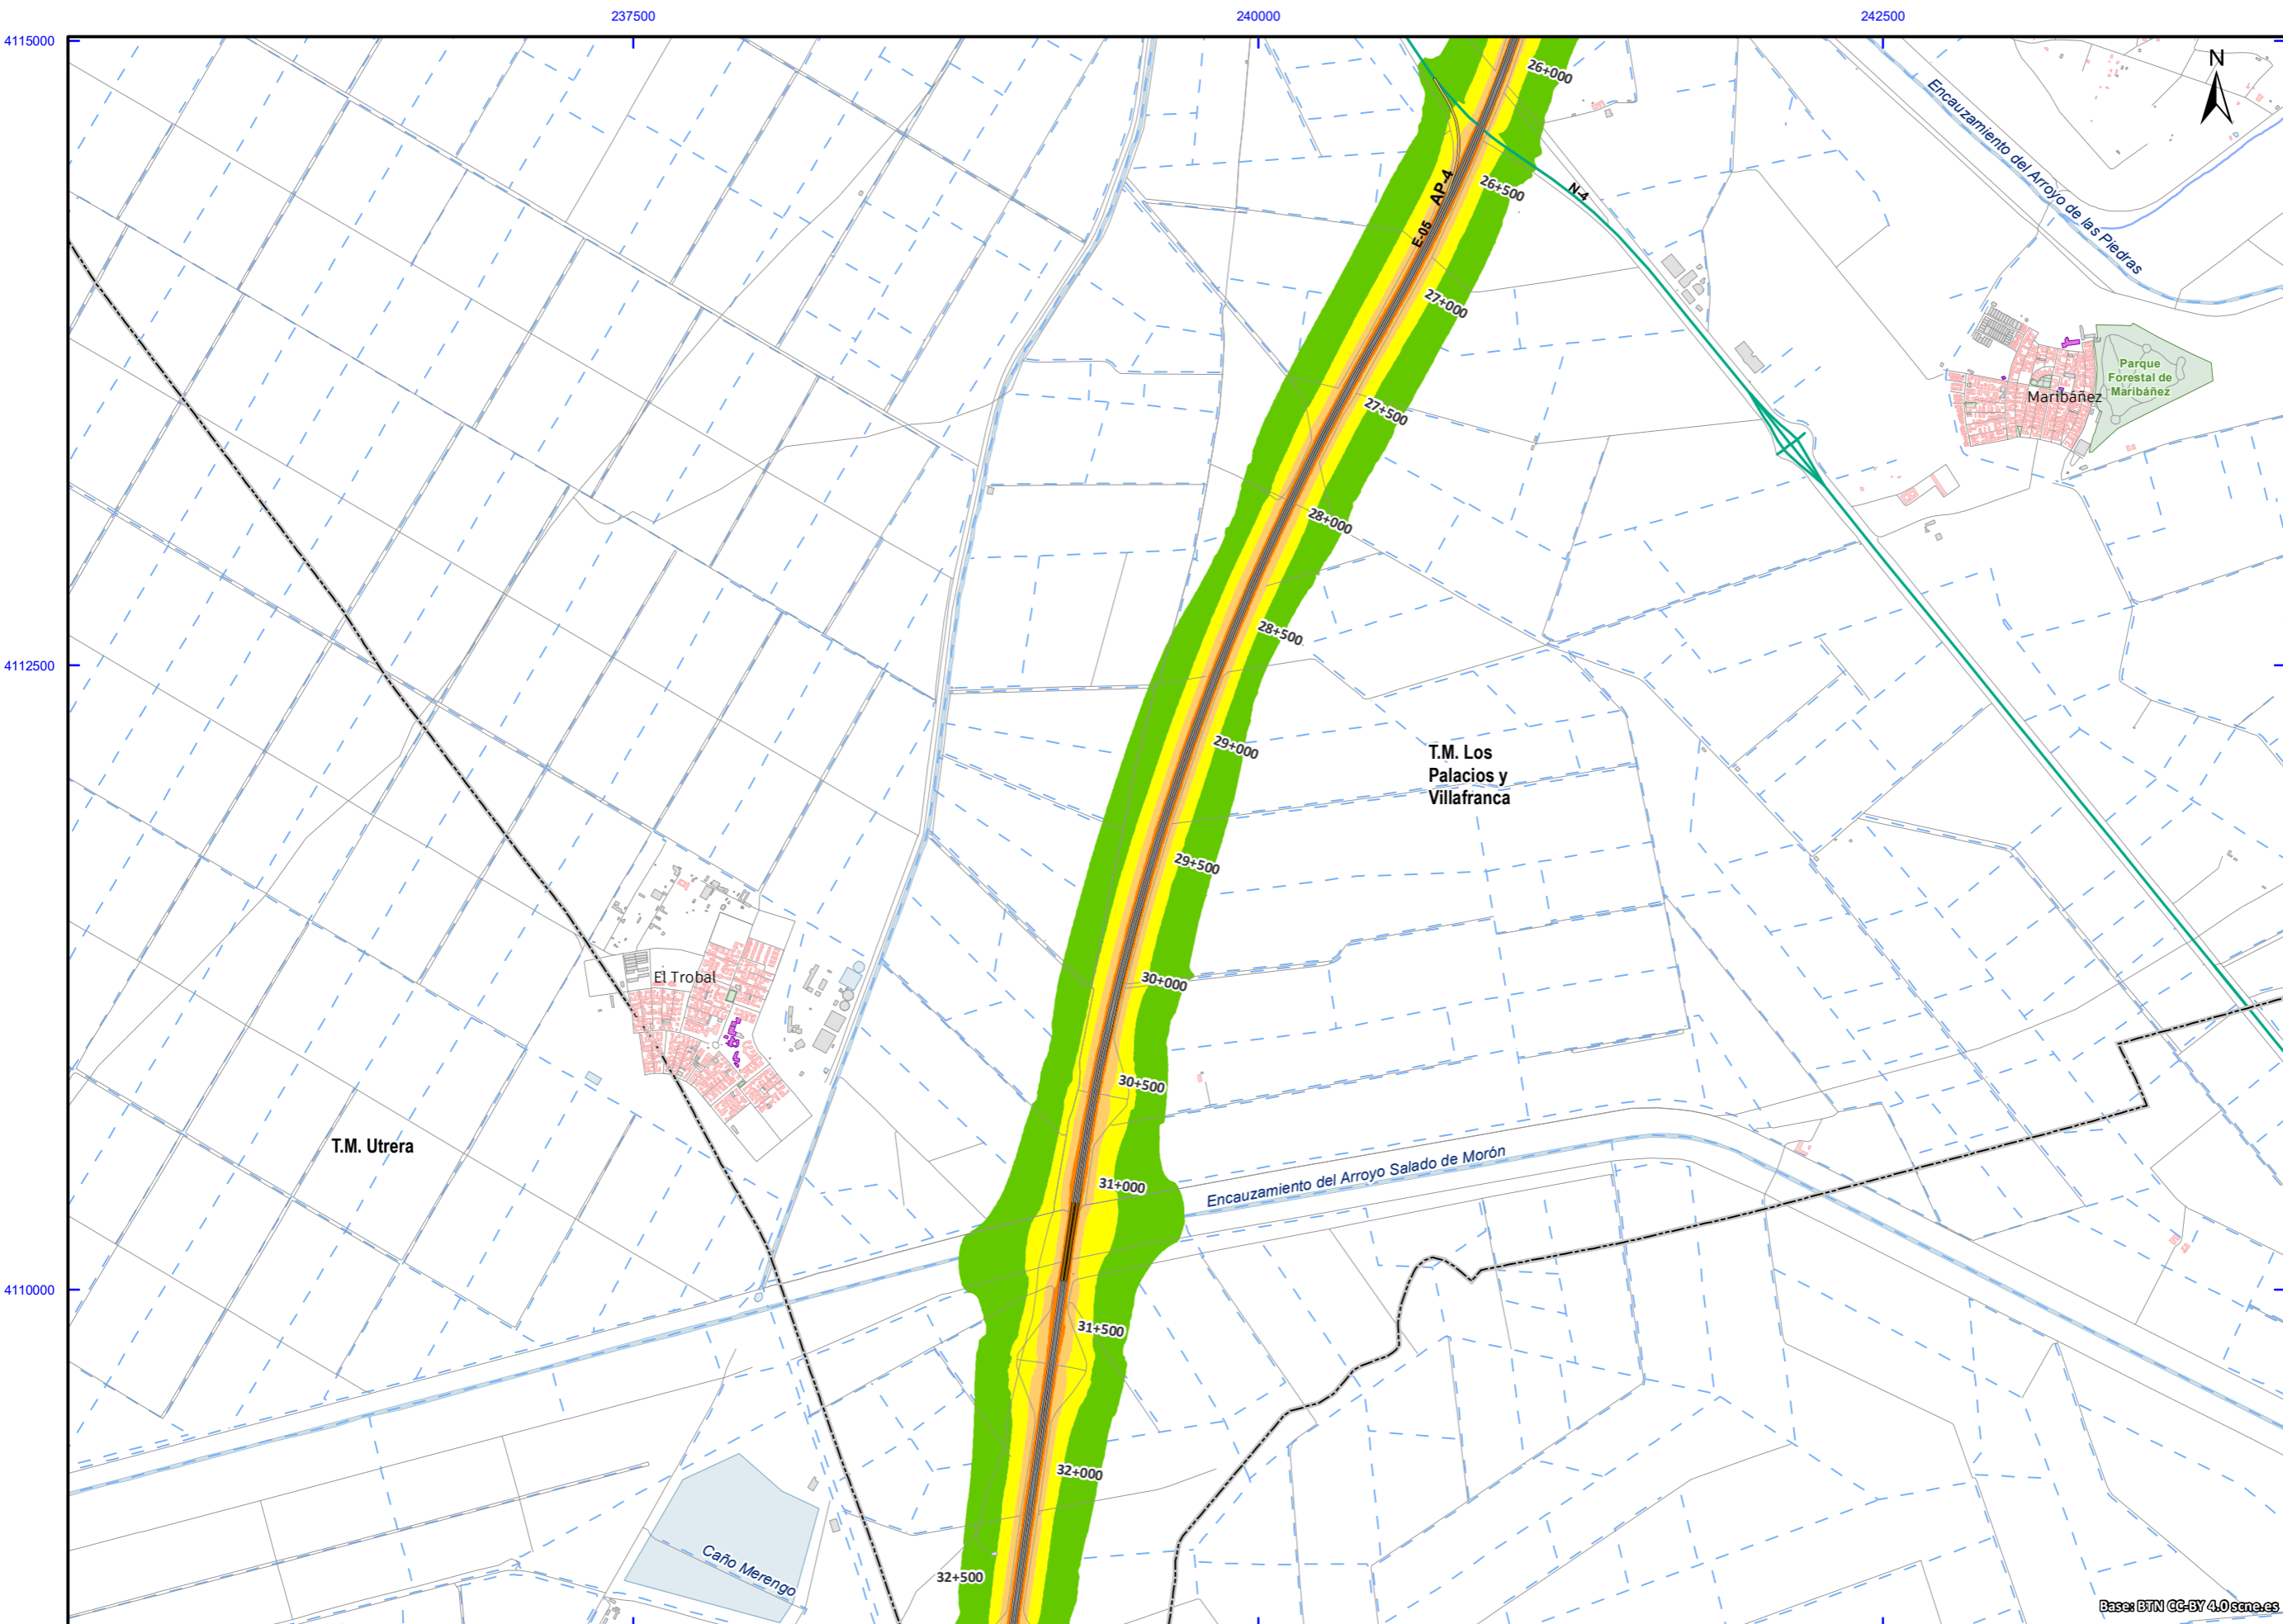 237500
240000
242500
4115000
N
26+000
Encauzamiento del Arroyo de las Piedras
AP-4
26+500
N-4
E-05
27+000
Parque
Forestal de
Maribáñez
Maribáñez
27+500
28+000
28+500
4112500
29+000
T.M. Los
Palacios y
Villafranca
29+500
El Trobal
30+000
30+500
T.M. Utrera
31+000
Encauzamiento del Arroyo Salado de Morón
4110000
31+500
32+000
Caño Merengo
32+500
Base: BTN CC-BY 4.0 scne.es